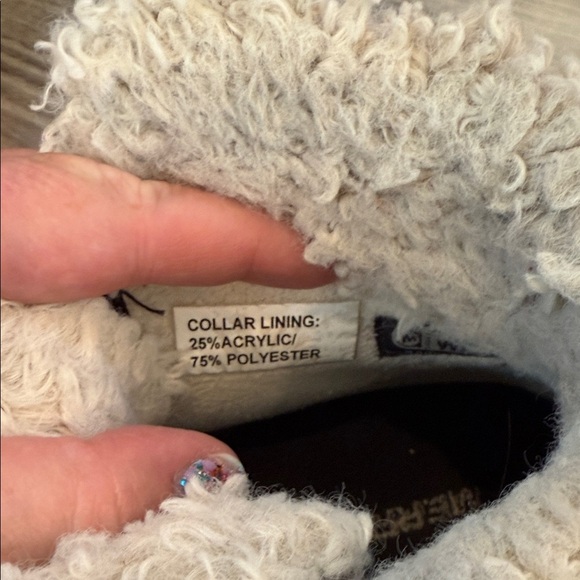 COLLAR LINING:
25%ACRYLIC/
75% POLYESTER